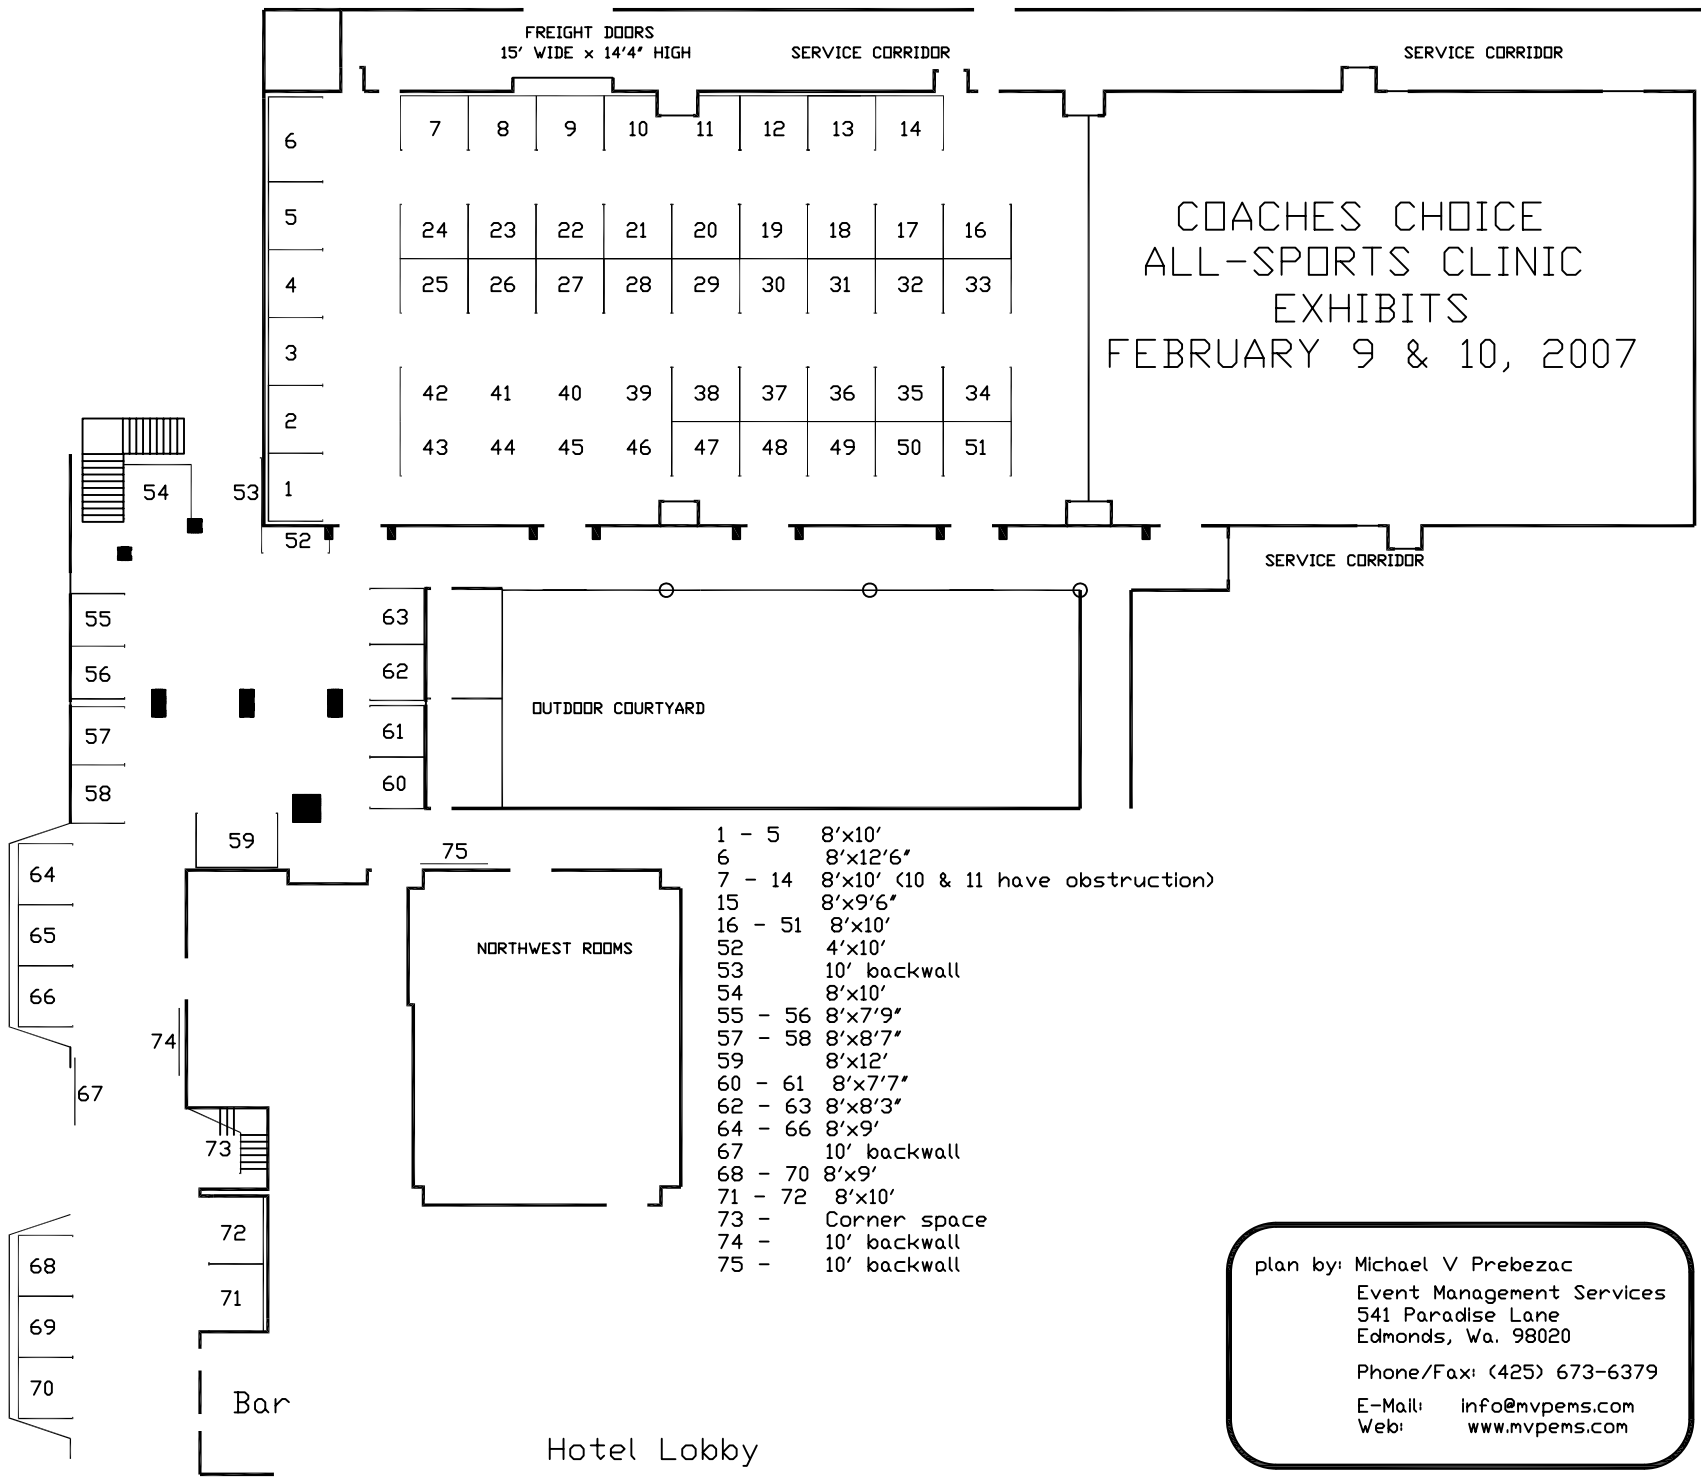 FREIGHT DOORS
15' WIDE x 14'4" HIGH
SERVICE CORRIDOR
SERVICE CORRIDOR
6
7 8 9 10 11 12 13 14
5
24 23 22 21 20 19 18 17 16
4
25 26 27 28 29 30 31 32 33
3
42 41 40 39 38 37 36 35 34
2
43 44 45 46 47 48 49 50 51
1
COACHES CHOICE
ALL-SPORTS CLINIC
EXHIBITS
FEBRUARY 9 & 10, 2007
54 53
52
SERVICE CORRIDOR
55 63
56 62
57 61
58 60
OUTDOOR COURTYARD
59 75
64
65
66
NORTHWEST ROOMS
74
67
73
72
68
71
69
70
Bar
Hotel Lobby
1 - 5 8'x10'
6 8'x12'6"
7 - 14 8'x10' (10 & 11 have obstruction)
15 8'x9'6"
16 - 51 8'x10'
52 4'x10'
53 10' backwall
54 8'x10'
55 - 56 8'x7'9"
57 - 58 8'x8'7"
59 8'x12'
60 - 61 8'x7'7"
62 - 63 8'x8'3"
64 - 66 8'x9'
67 10' backwall
68 - 70 8'x9'
71 - 72 8'x10'
73 - Corner space
74 - 10' backwall
75 - 10' backwall
plan by: Michael V Prebezac
Event Management Services
541 Paradise Lane
Edmonds, Wa. 98020
Phone/Fax: (425) 673-6379
E-Mail: info@mvpems.com
Web: www.mvpems.com